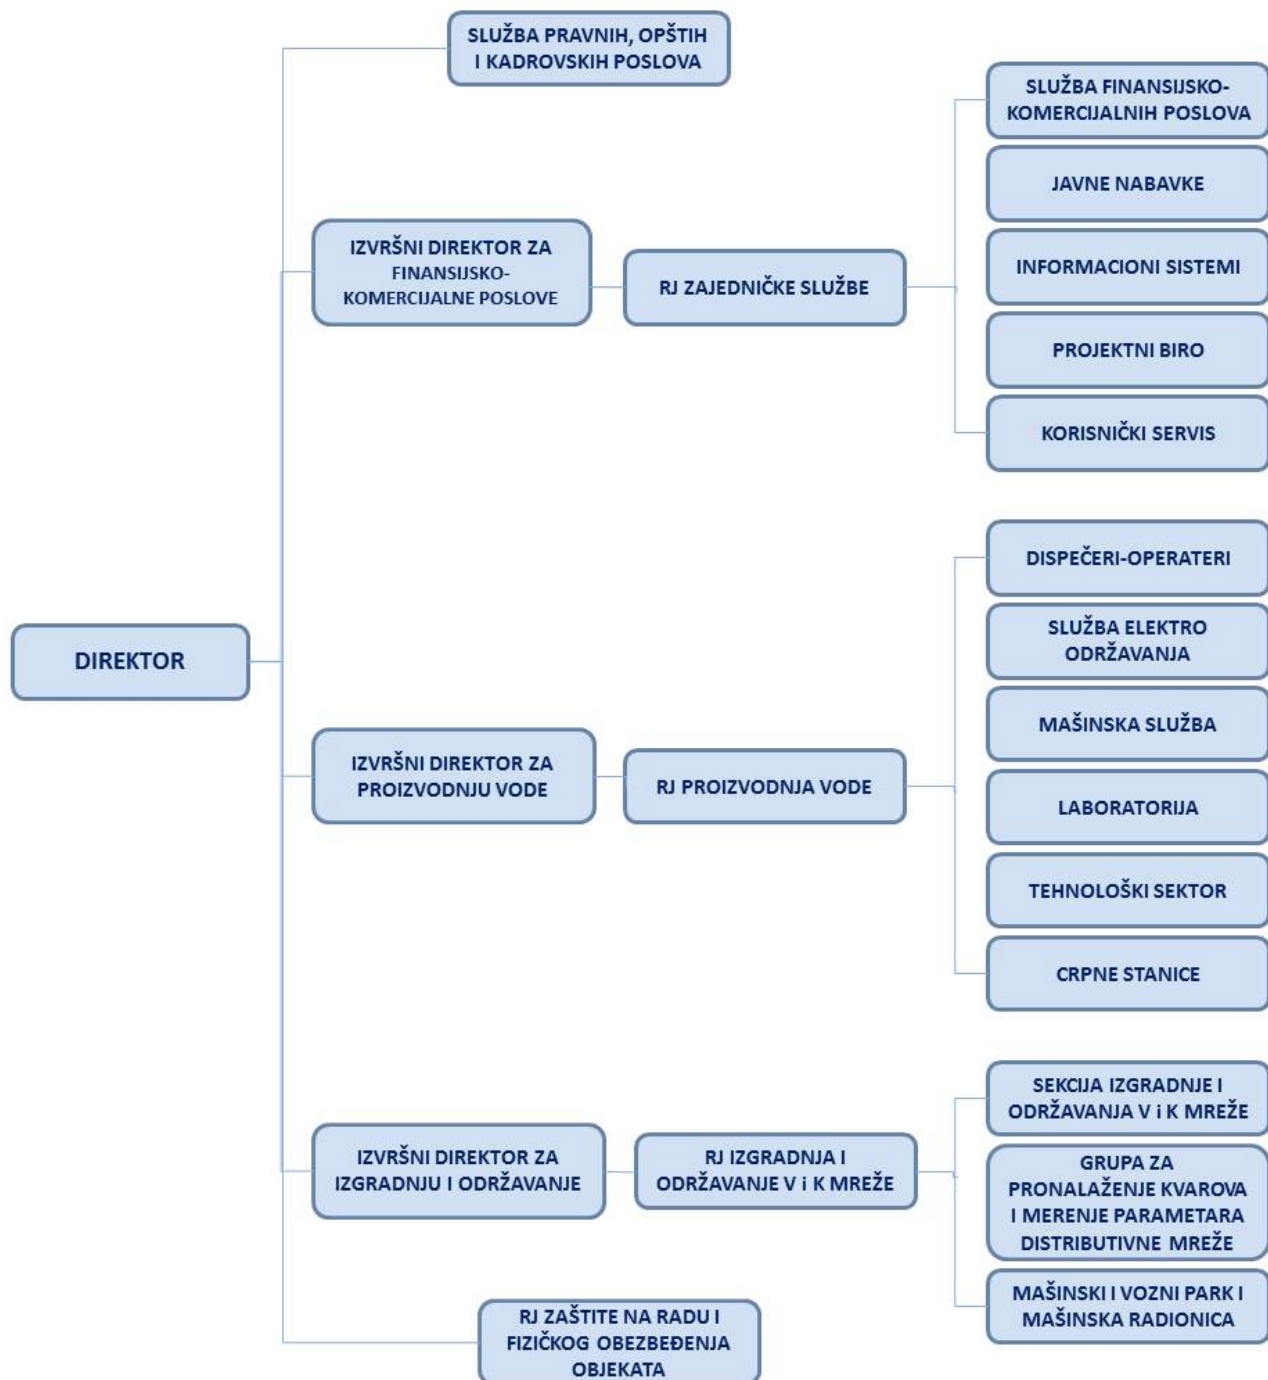 SLUŽBA PRAVNIH, OPŠTIH
I KADROVSKIH POSLOVA
SLUŽBA FINANSIJSKO-
KOMERCIJALNIH POSLOVA
JAVNE NABAVKE
IZVRŠNI DIREKTOR ZA
FINANSIJSKO-
KOMERCIJALNE POSLOVE
RJ ZAJEDNIČKE SLUŽBE
INFORMACIONI SISTEMI
PROJEKTNI BIRO
KORISNIČKI SERVIS
DIREKTOR
DISPEČERI-OPERATERI
SLUŽBA ELEKTRO
ODRŽAVANJA
MAŠINSKA SLUŽBA
IZVRŠNI DIREKTOR ZA
PROIZVODNJU VODE
RJ PROIZVODNJA VODE
LABORATORIJA
TEHNOLOŠKI SEKTOR
CRPNE STANICE
SEKCIJA IZGRADNJE I
ODRŽAVANJA V i K MREŽE
IZVRŠNI DIREKTOR ZA
IZGRADNJU I ODRŽAVANJE
RJ IZGRADNJA I
ODRŽAVANJE V i K MREŽE
GRUPA ZA
PRONALAŽENJE KVAROVA
I MERENJE PARAMETARA
DISTRIBUTIVNE MREŽE
MAŠINSKI I VOZNI PARK I
MAŠINSKA RADIONICA
RJ ZAŠTITE NA RADU I
FIZIČKOG OBEZBEĐENJA
OBJEKATA